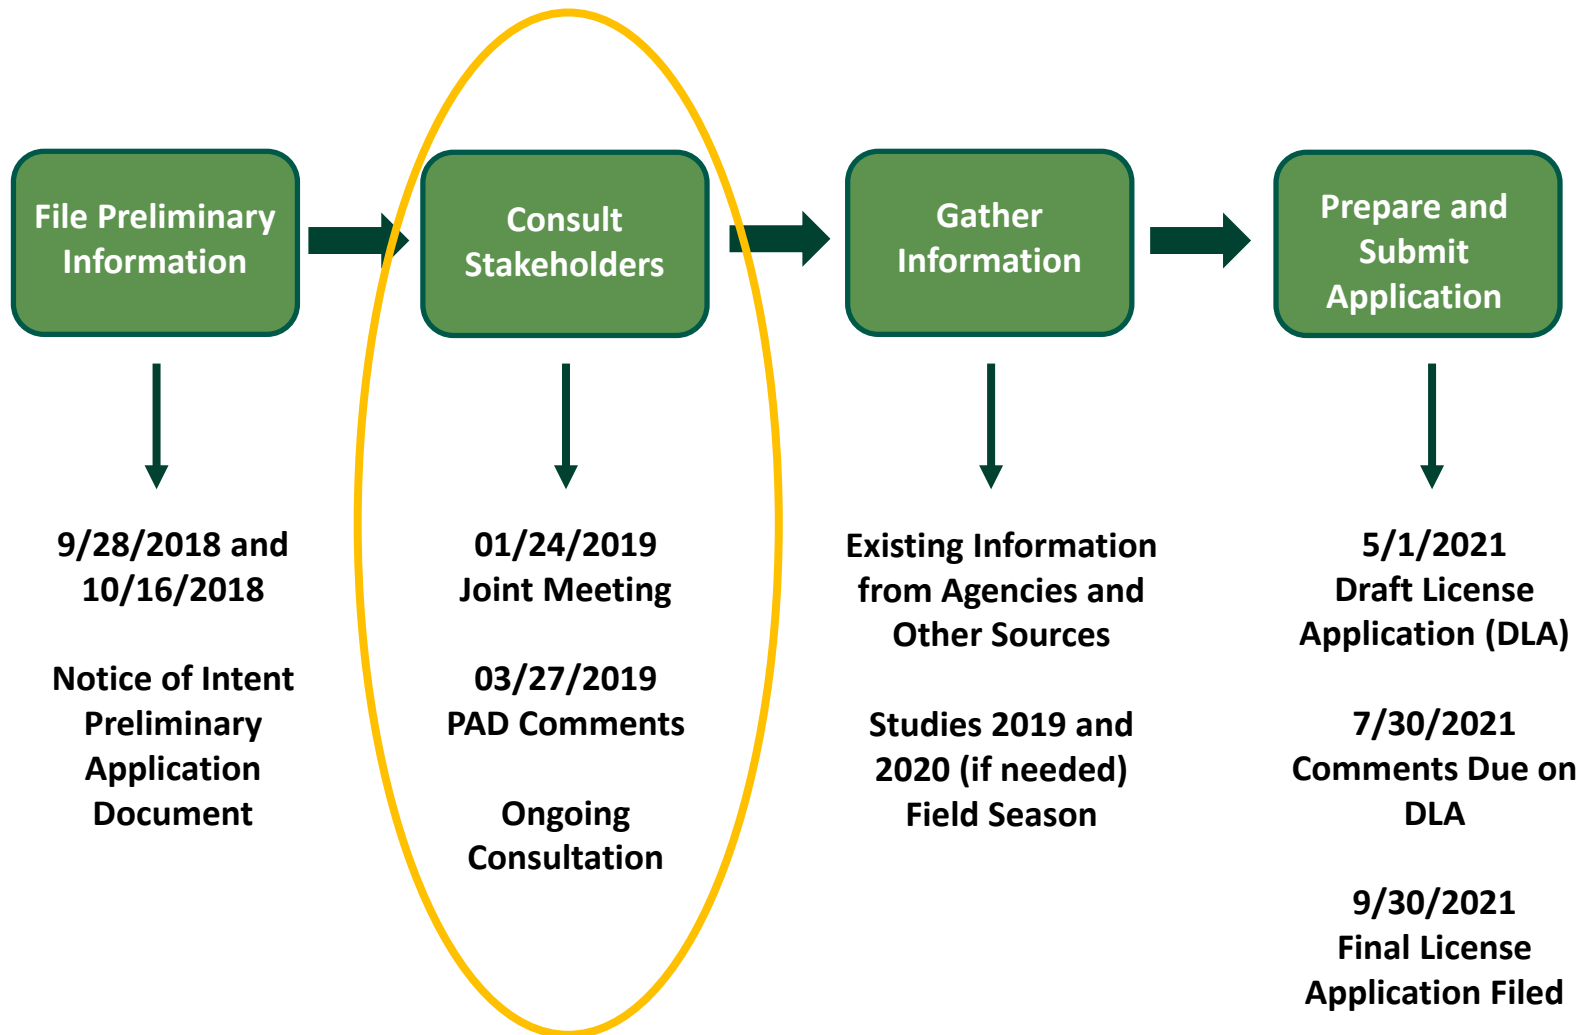 File Preliminary
Information
Consult
Stakeholders
Gather
Information
Prepare and
Submit
Application
9/28/2018 and
10/16/2018
Notice of Intent
Preliminary
Application
Document
01/24/2019
Joint Meeting
03/27/2019
PAD Comments
Ongoing
Consultation
Existing Information
from Agencies and
Other Sources
Studies 2019 and
2020 (if needed)
Field Season
5/1/2021
Draft License
Application (DLA)
7/30/2021
Comments Due on
DLA
9/30/2021
Final License
Application Filed